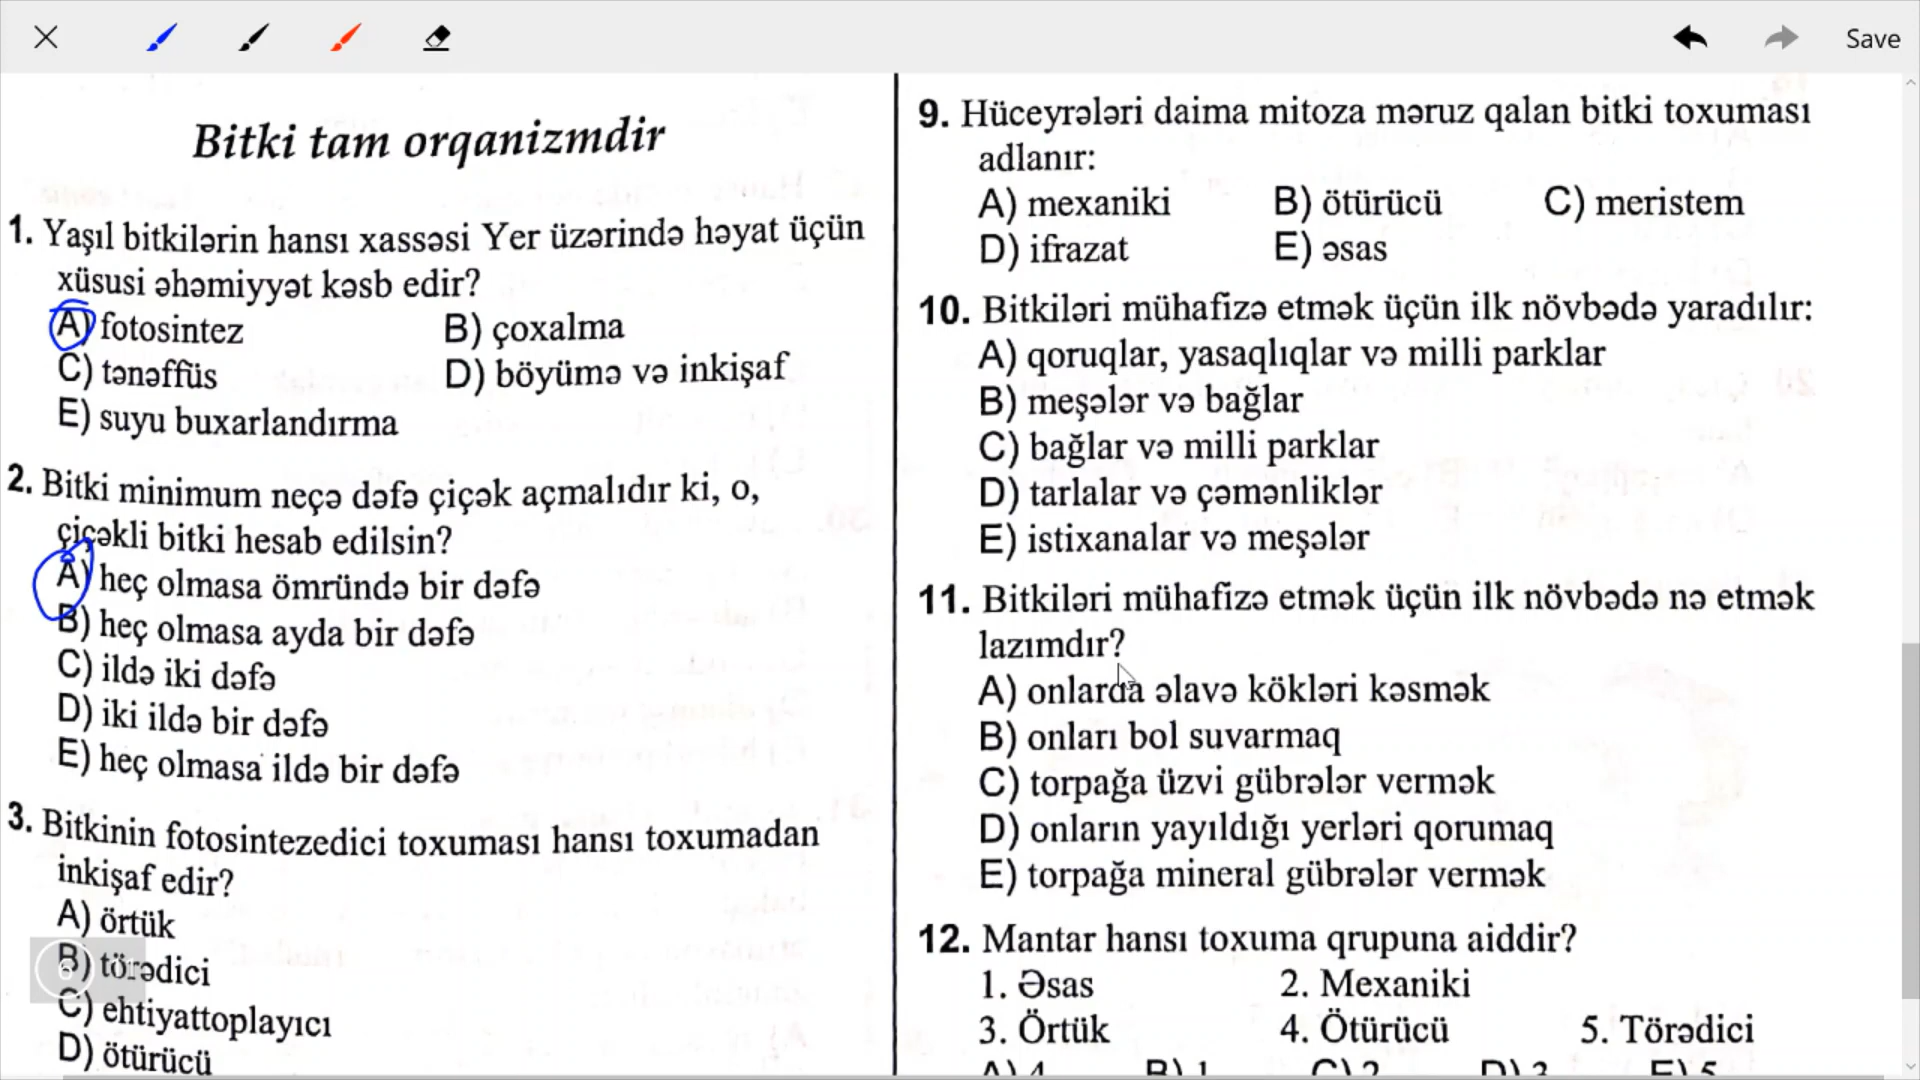 Save
Bitki tam orqanizmdir
1. Yaşıl bitkilərin hansı xassəsi Yer üzərində həyat üçün
xüsusi əhəmiyyət kəsb edir?
A) fotosintez B) çoxalma
C) tənəffüs D) böyümə və inkişaf
E) suyu buxarlandırma
2. Bitki minimum neçə dəfə çiçək açmalıdır ki, o,
çiçəkli bitki hesab edilsin?
A) heç olmasa ömründə bir dəfə
B) heç olmasa ayda bir dəfə
C) ildə iki dəfə
D) iki ildə bir dəfə
E) heç olmasa ildə bir dəfə
3. Bitkinin fotosintezedici toxuması hansı toxumadan
inkişaf edir?
A) örtük
B) törədici
C) ehtiyattoplayıcı
D) ötürücü
9. Hüceyrələri daima mitoza məruz qalan bitki toxuması
adlanır:
A) mexaniki B) ötürücü C) meristem
D) ifrazat E) əsas
10. Bitkiləri mühafizə etmək üçün ilk növbədə yaradılır:
A) qoruqlar, yasaqlıqlar və milli parklar
B) meşələr və bağlar
C) bağlar və milli parklar
D) tarlalar və çəmənliklər
E) istixanalar və meşələr
11. Bitkiləri mühafizə etmək üçün ilk növbədə nə etmək
lazımdır?
A) onlarda əlavə kökləri kəsmək
B) onları bol suvarmaq
C) torpağa üzvi gübrələr vermək
D) onların yayıldığı yerləri qorumaq
E) torpağa mineral gübrələr vermək
12. Mantar hansı toxuma qrupuna aiddir?
1. Əsas 2. Mexaniki
3. Örtük 4. Ötürücü 5. Törədici
A) 4 B) 1 C) 2 D) 3 E) 5